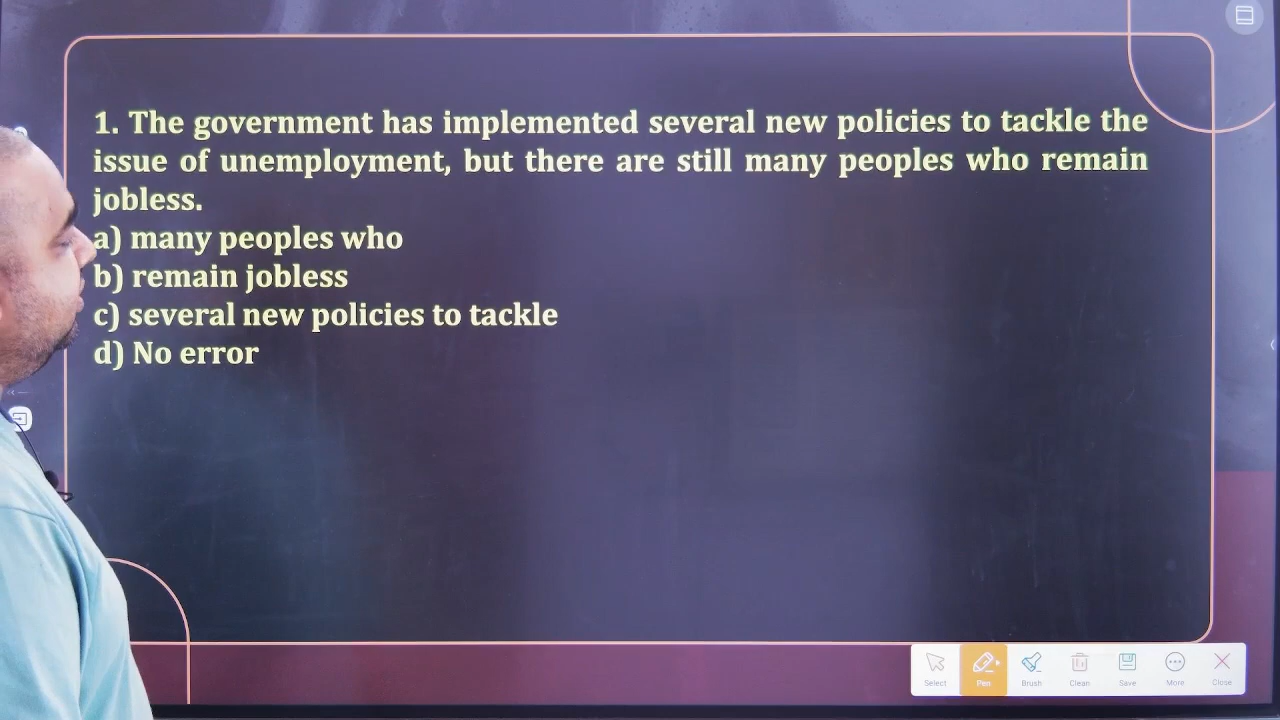 1. The government has implemented several new policies to tackle the
issue of unemployment, but there are still many peoples who remain
jobless.
a) many peoples who
b) remain jobless
c) several new policies to tackle
d) No error
Select
Pen
Brush
Clean
Save
More
Close